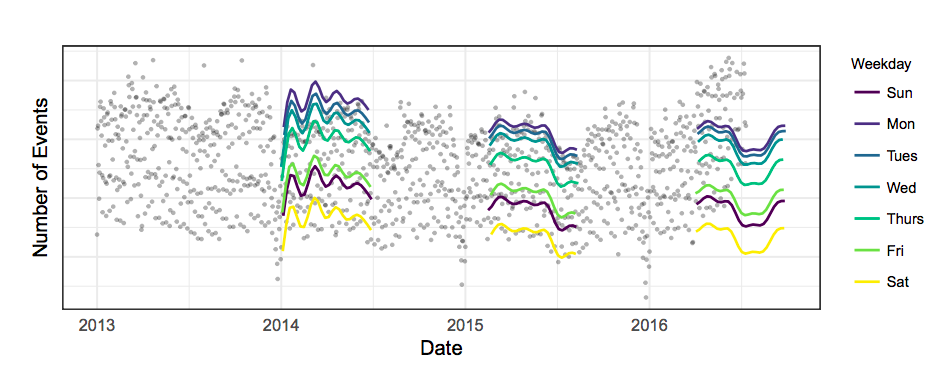 Weekday
Sun
Mon
Tues
Wed
Thurs
Fri
Sat
Number of Events
2013 2014 2015 2016
Date